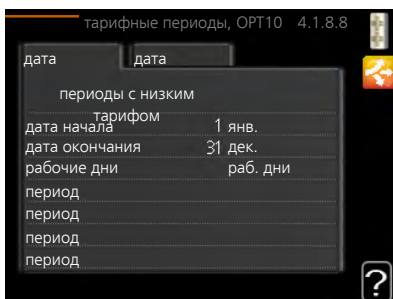 тарифные периоды, OPT10 4.1.8.8
дата дата
периоды с низким
тарифом
дата начала 1 янв.
дата окончания 31 дек.
рабочие дни раб. дни
период
период
период
период
?